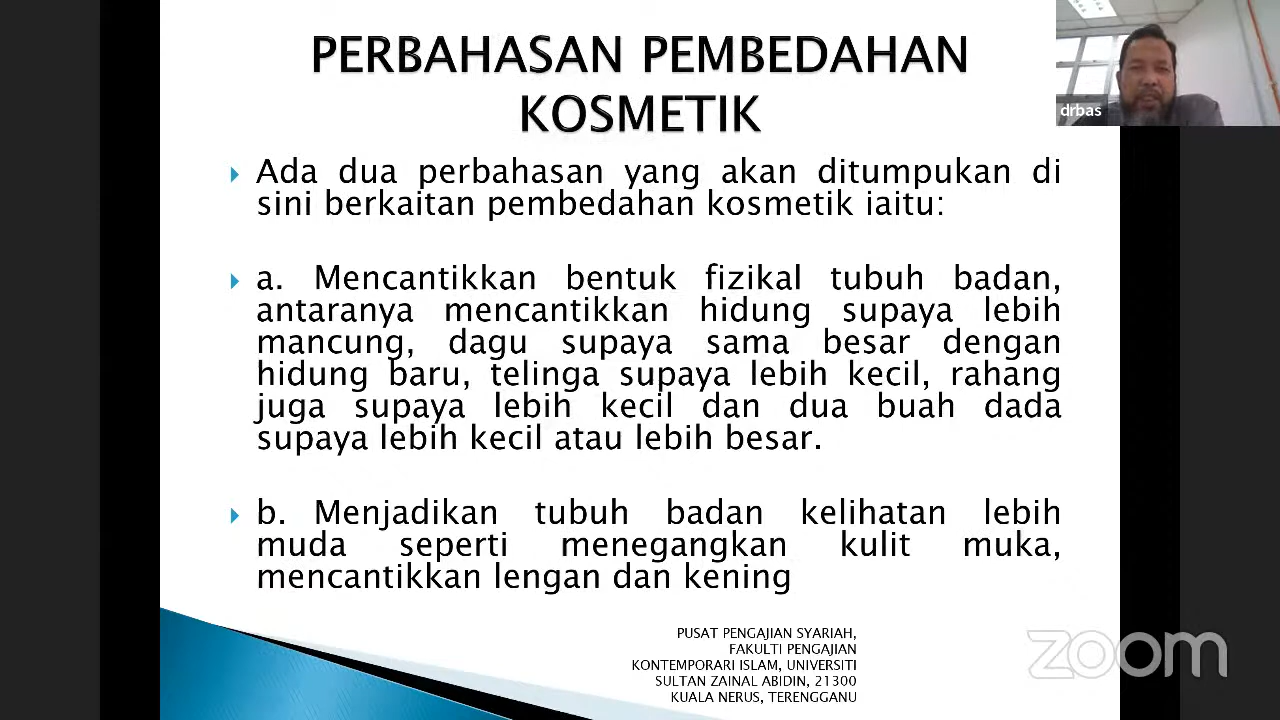 PERBAHASAN PEMBEDAHAN
KOSMETIK
drbas
Ada dua perbahasan yang akan ditumpukan di
sini berkaitan pembedahan kosmetik iaitu:
a. Mencantikkan bentuk fizikal tubuh badan,
antaranya mencantikkan hidung supaya lebih
mancung, dagu supaya sama besar dengan
hidung baru, telinga supaya lebih kecil, rahang
juga supaya lebih kecil dan dua buah dada
supaya lebih kecil atau lebih besar.
b. Menjadikan tubuh badan kelihatan lebih
muda seperti menegangkan kulit muka,
mencantikkan lengan dan kening
PUSAT PENGAJIAN SYARIAH,
FAKULTI PENGAJIAN
KONTEMPORARI ISLAM, UNIVERSITI
SULTAN ZAINAL ABIDIN, 21300
KUALA NERUS, TERENGGANU
zoom